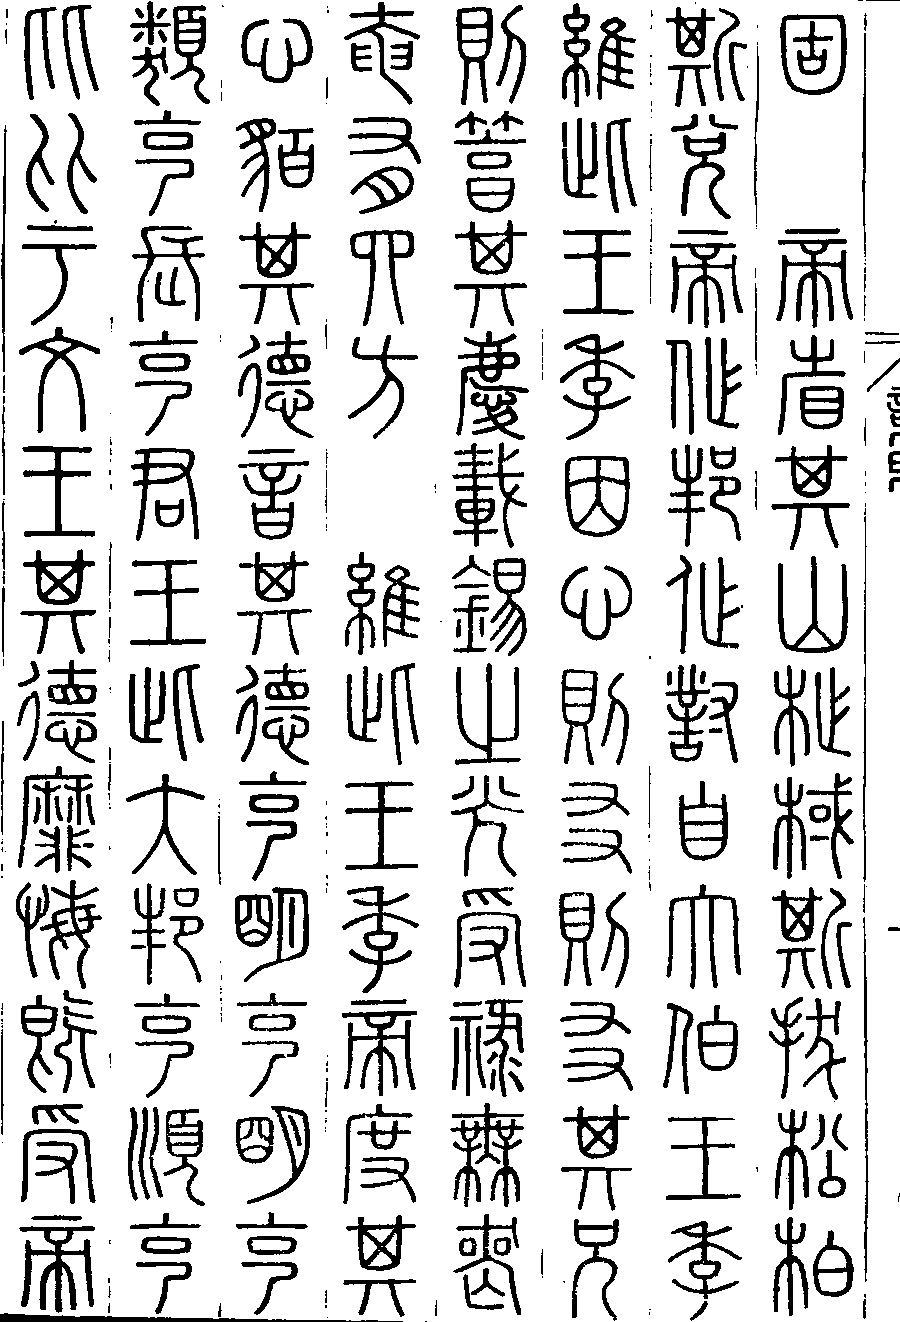 固　帝省其山柞棫斯拔松柏
斯兌帝作邦作對自大伯王季
維此王季因心則友則友其兄
則篤其慶載錫之光受祿無喪
奄有四方　維此王季帝度其
心貊其德音其德克明克明克
類克長克君王此大邦克順克
比比于文王其德靡悔既受帝